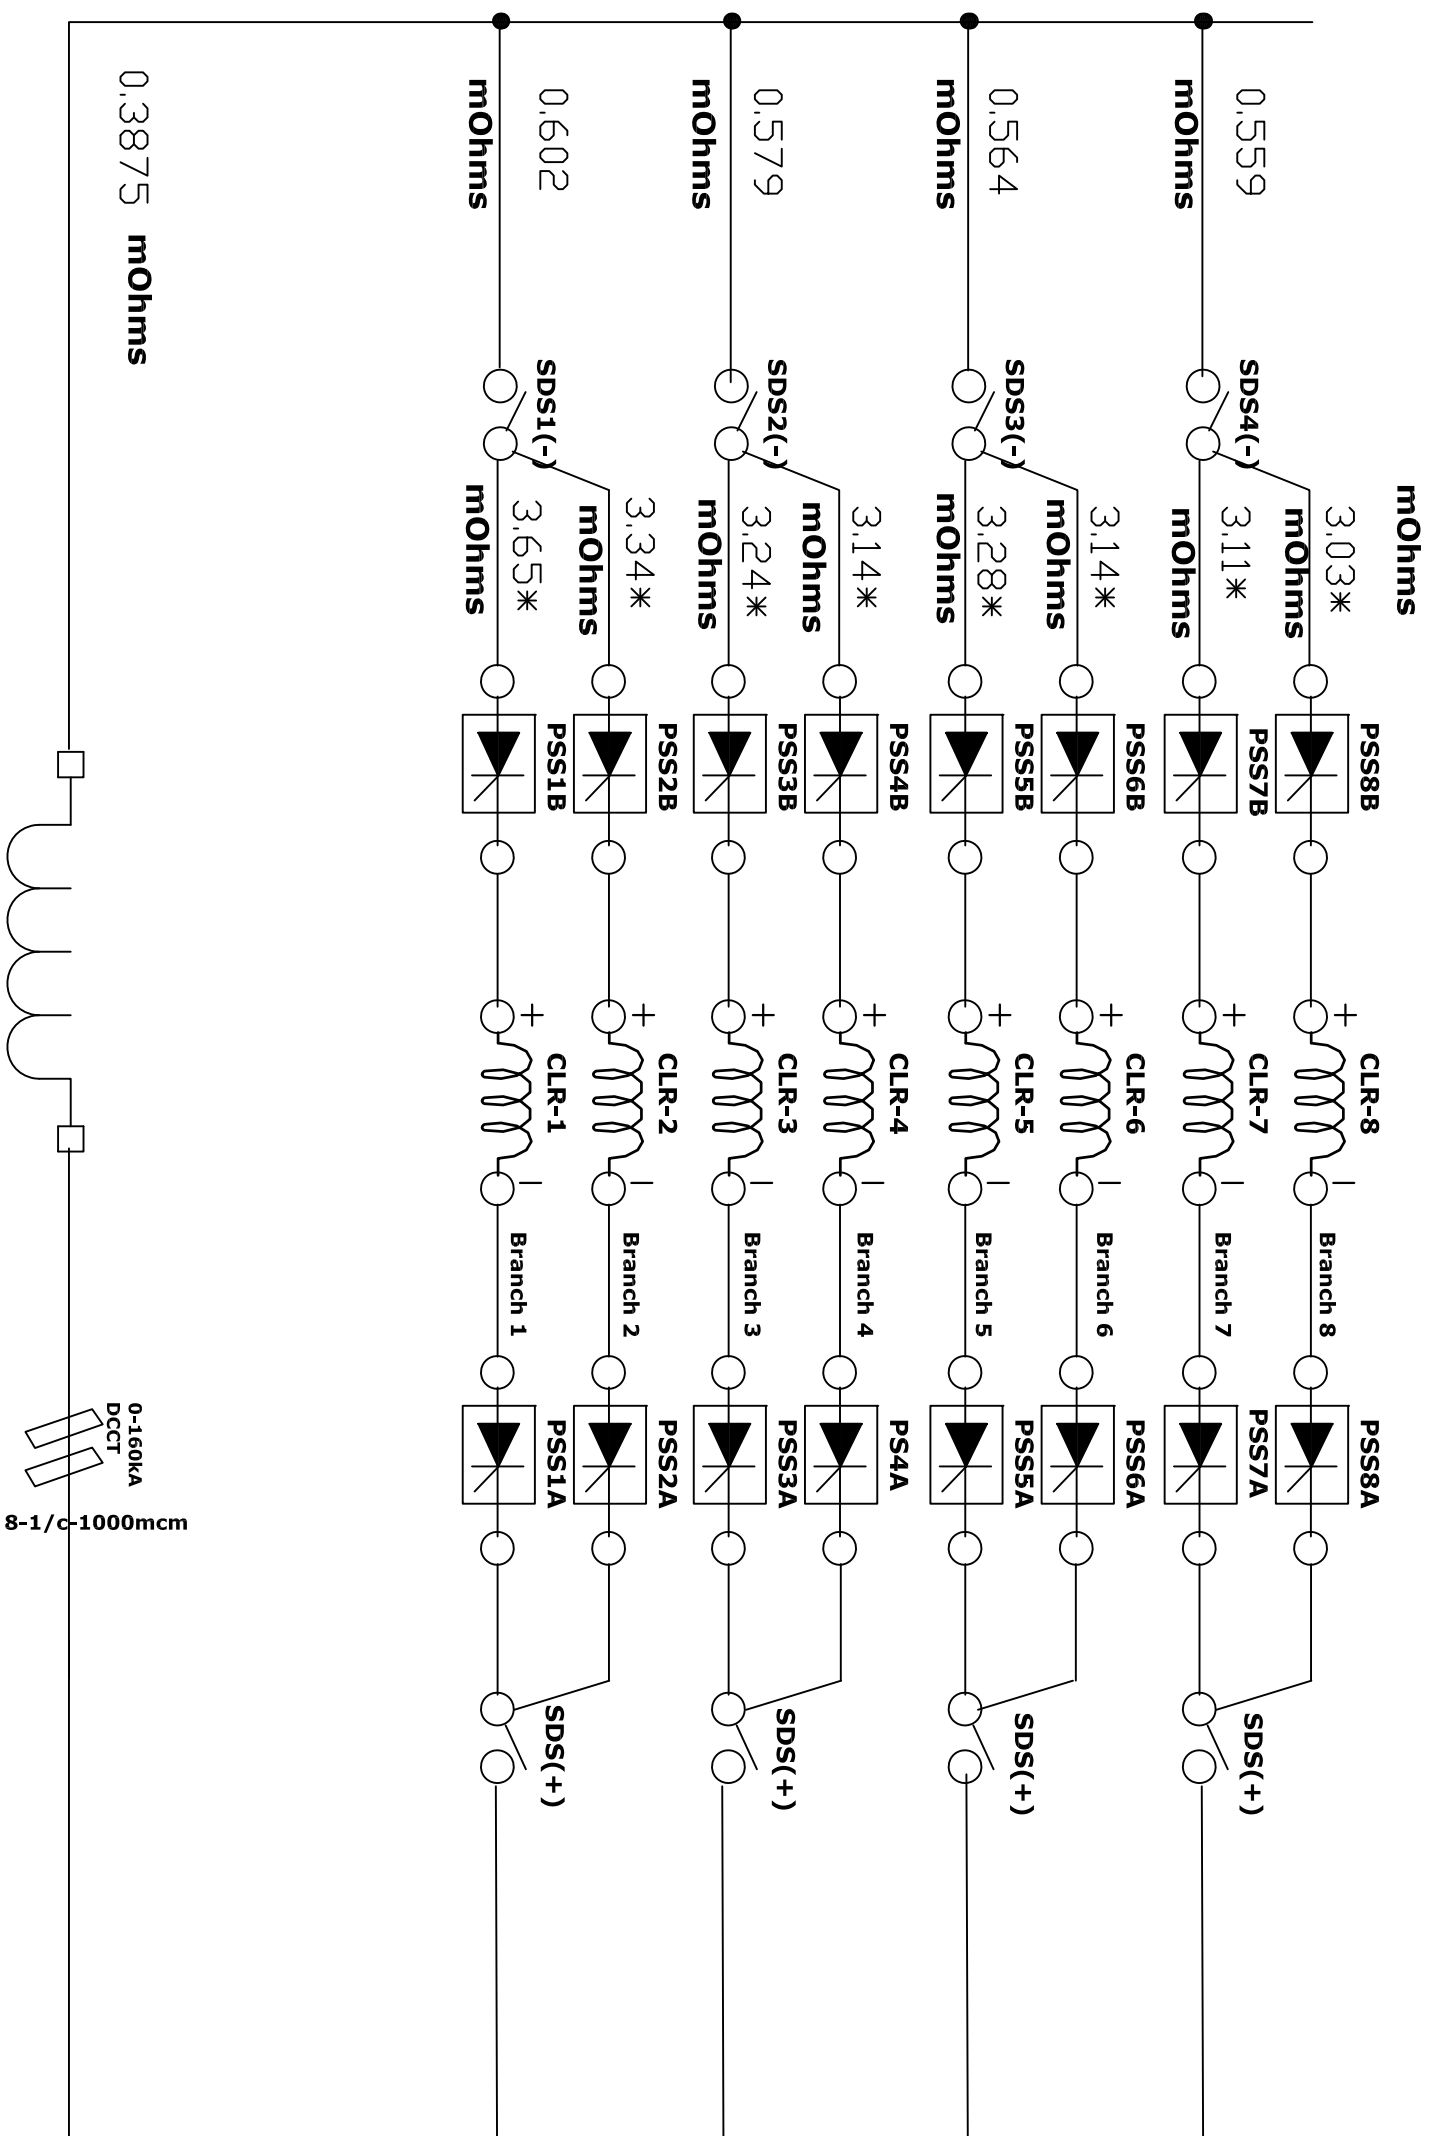 0.3875 mOhms
0.602
mOhms
0.579
mOhms
0.564
mOhms
0.559
mOhms
SDS1(-)
SDS2(-)
SDS3(-)
SDS4(-)
3.65*
mOhms
3.34*
mOhms
3.24*
mOhms
3.14*
mOhms
3.28*
mOhms
3.14*
mOhms
3.11*
mOhms
3.03*
mOhms
mOhms
PSS1B
PSS2B
PSS3B
PSS4B
PSS5B
PSS6B
PSS7B
PSS8B
+
+
+
+
+
+
+
+
CLR-1
CLR-2
CLR-3
CLR-4
CLR-5
CLR-6
CLR-7
CLR-8
-
-
-
-
-
-
-
-
Branch 1
Branch 2
Branch 3
Branch 4
Branch 5
Branch 6
Branch 7
Branch 8
0-160kA
DCCT
PSS1A
PSS2A
PSS3A
PS4A
PSS5A
PSS6A
PSS7A
PSS8A
8-1/c-1000mcm
SDS(+)
SDS(+)
SDS(+)
SDS(+)